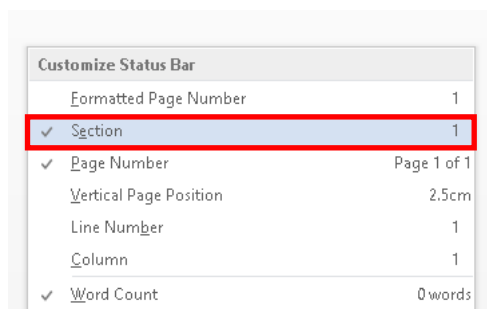 Customize Status Bar
Formatted Page Number 1
Section 1
Page Number Page 1 of 1
Vertical Page Position 2.5cm
Line Number 1
Column 1
Word Count 0 words